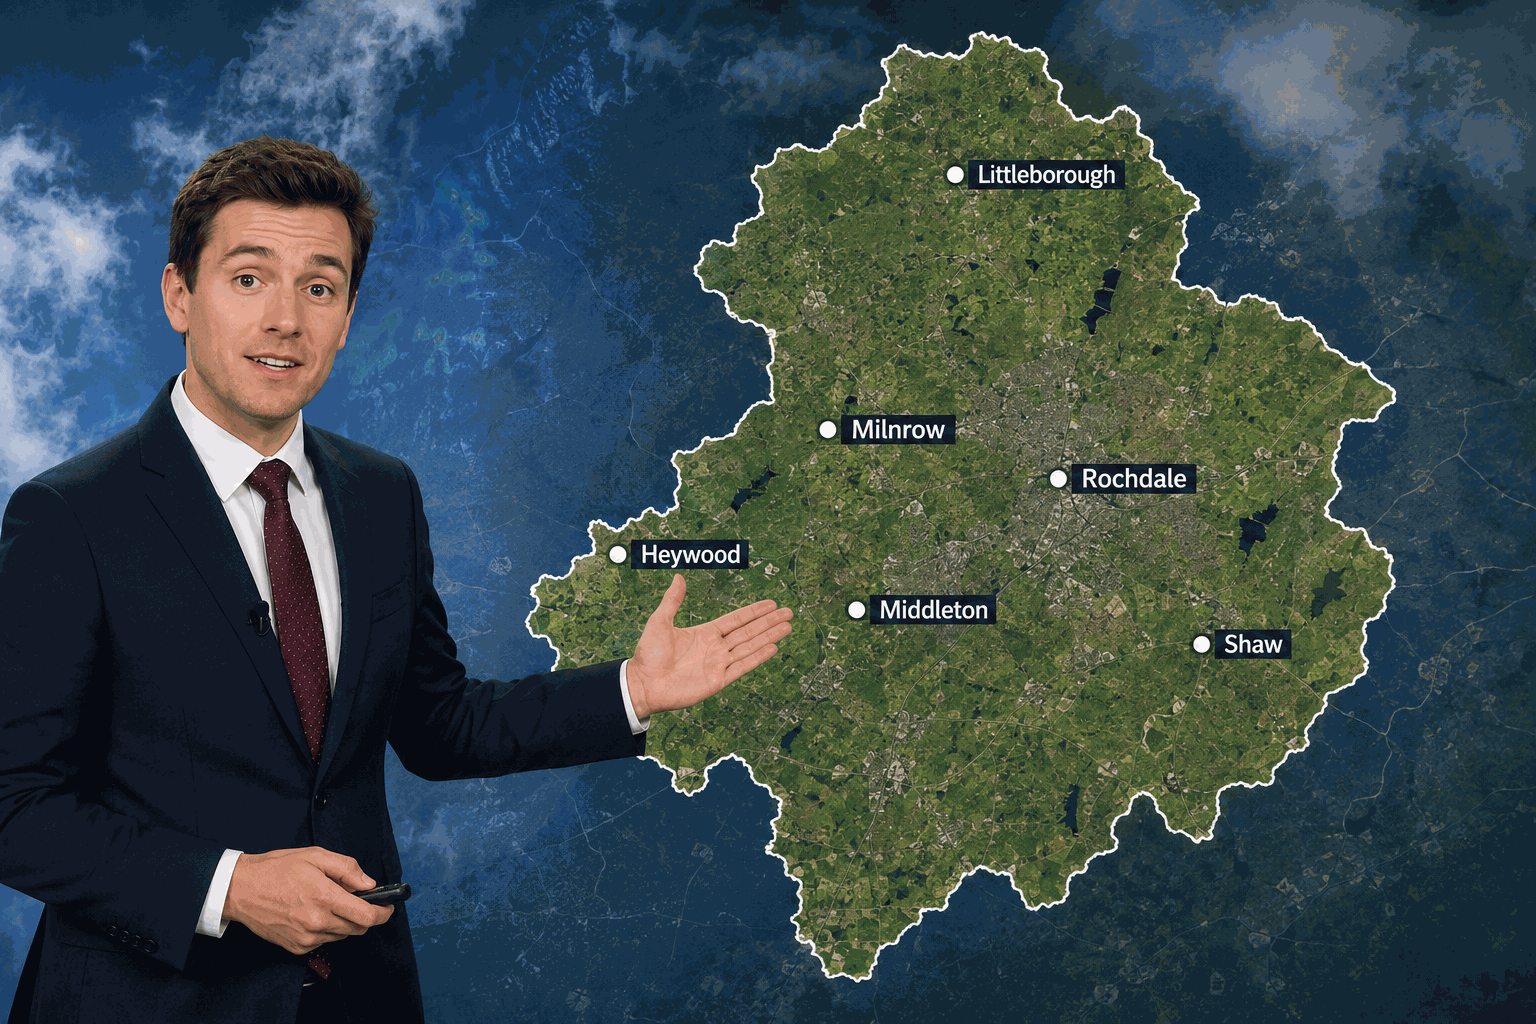 Littleborough
Milnrow
Rochdale
Heywood
Middleton
Shaw